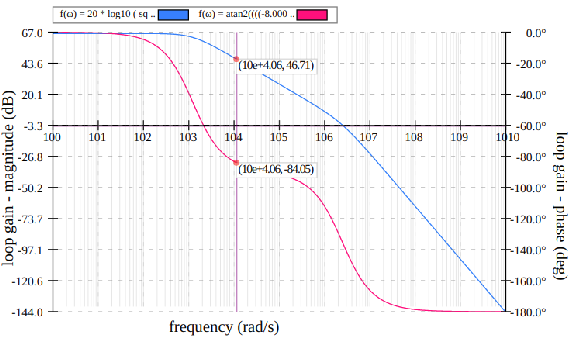 f(ω) = 20 * log10 ( sq .. f(ω) = atan2((((-8.000 ...
67.0 0.0°
43.6 -20.0°
(10e+4.06, 46.71)
20.1 -40.0°
-3.3 -60.0°
100 101 102 103 104 105 106 107 108 109 1010
-26.8 -80.0°
(10e+4.06, -84.05)
-50.2 -100.0°
-73.7 -120.0°
-97.1 -140.0°
-120.6 -160.0°
-144.0 -180.0°
loop gain - magnitude (dB)
loop gain - phase (deg)
frequency (rad/s)